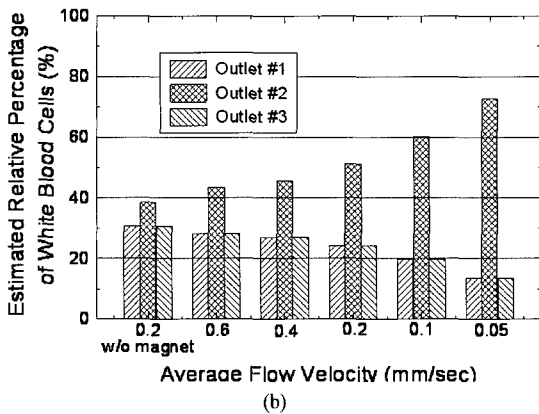 Estimated Relative Percentage
of White Blood Cells (%)
100
80
60
40
20
0
Outlet #1
Outlet #2
Outlet #3
0.2 0.6 0.4 0.2 0.1 0.05
w/o magnet
Average Flow Velocity (mm/sec)
(b)